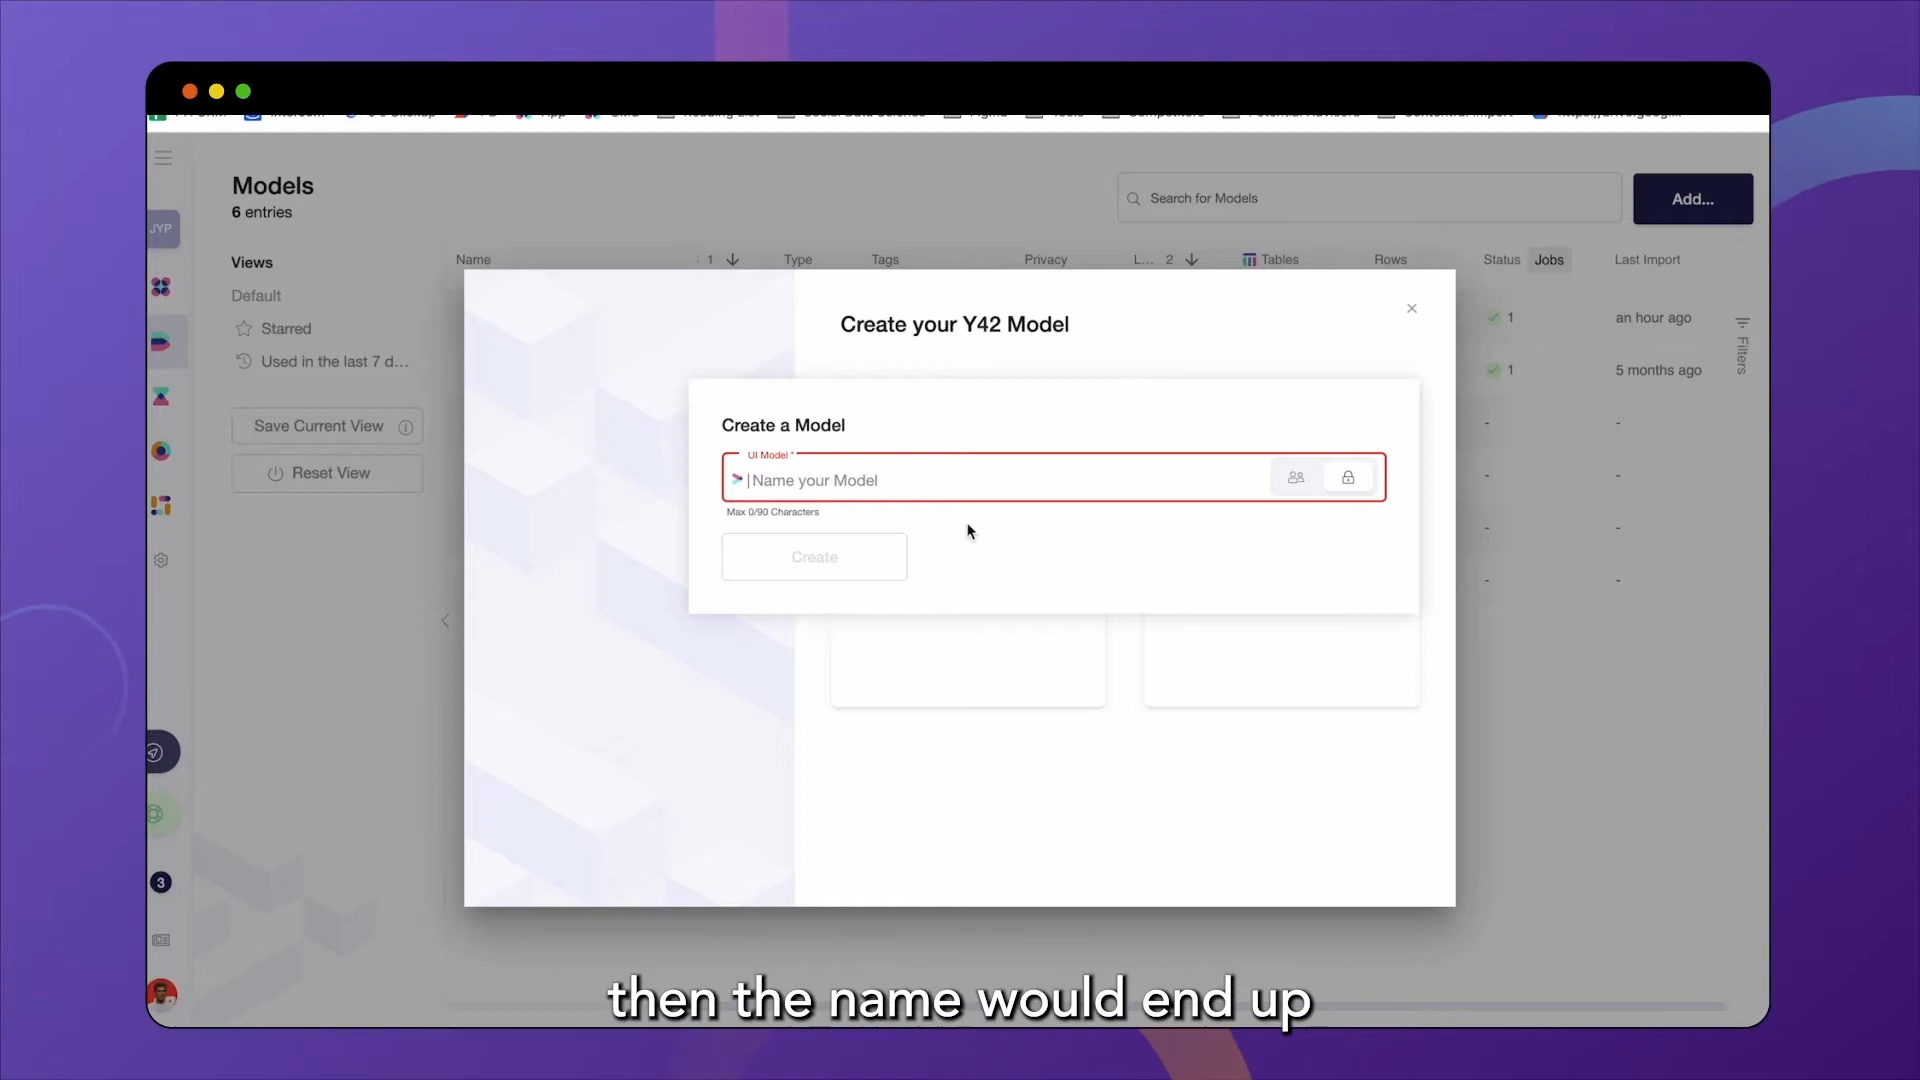 JYP
Models
6 entries
Search for Models
Add...
Views
Default
Starred
Used in the last 7 d...
Save Current View
Reset View
Name
1
Type
Tags
Privacy
L... 2
Tables
Rows
Status
Jobs
Last Import
1
an hour ago
1
5 months ago
-
-
-
-
-
-
-
-
Filters
Create your Y42 Model
Create a Model
UI Model *
Name your Model
Max 0/90 Characters
Create
3
then the name would end up